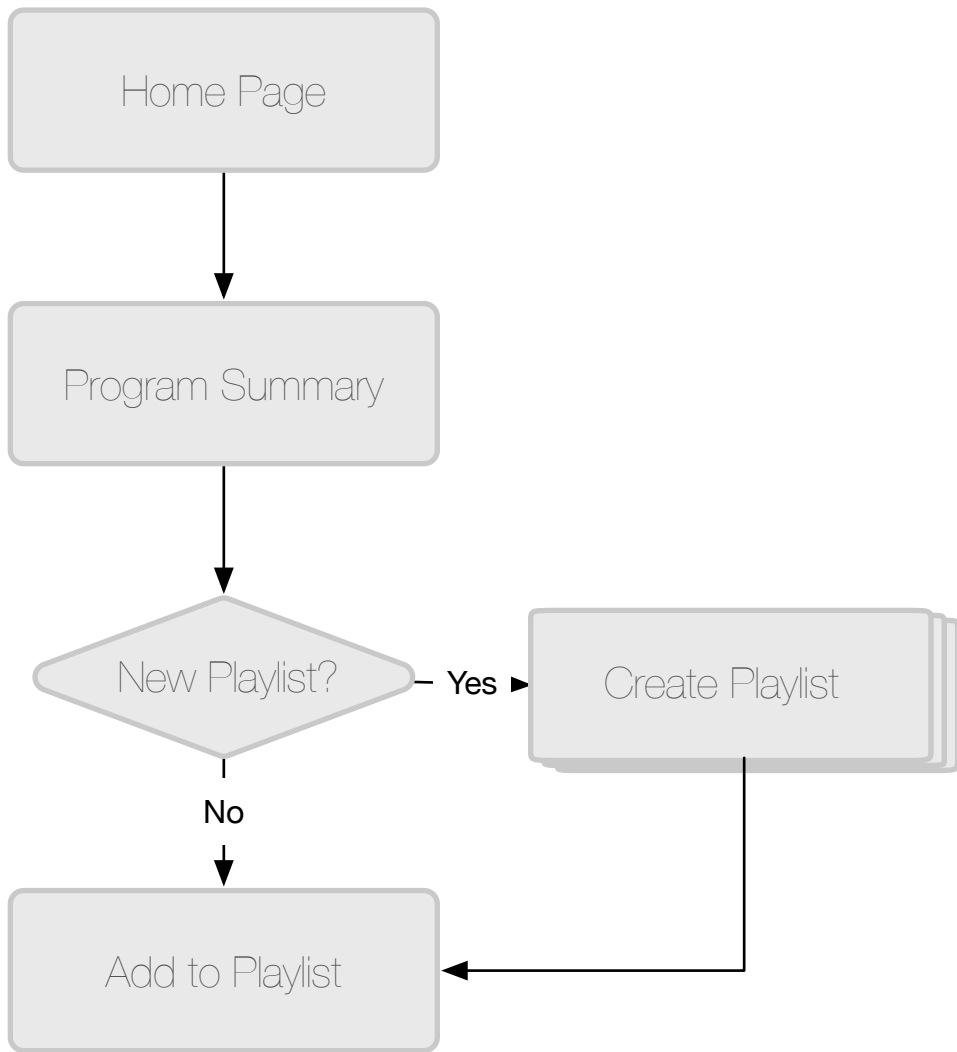 Home Page
Program Summary
New Playlist?
Yes
Create Playlist
No
Add to Playlist